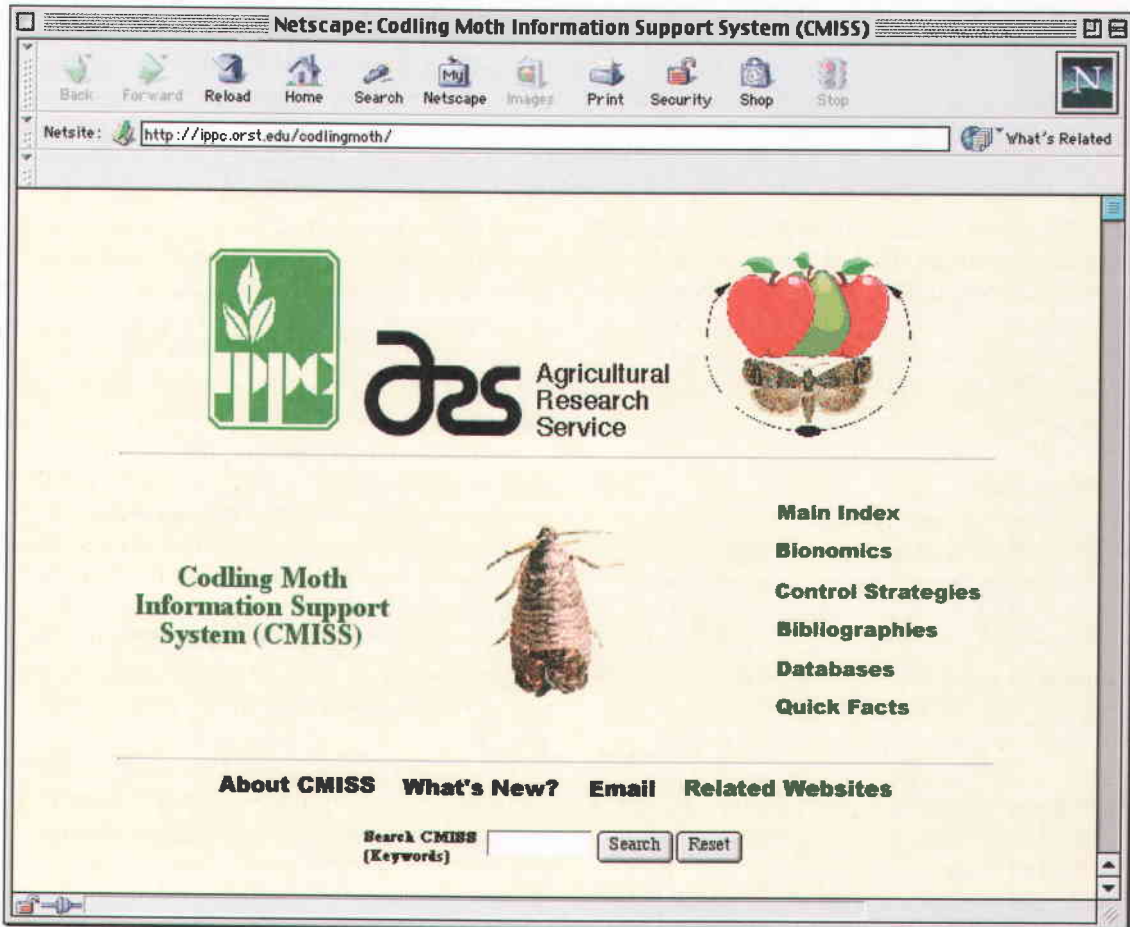 Netscape: Codling Moth Information Support System (CMISS)
My
N
Back Forward Reload Home Search Netscape Images Print Security Shop Stop
Netsite: http://ippc.orst.edu/codlingmoth/ What's Related
IPPC
ars
Agricultural
Research
Service
Codling Moth
Information Support
System (CMISS)
Main Index
Bionomics
Control Strategies
Bibliographies
Databases
Quick Facts
About CMISS What's New? Email Related Websites
Search CMISS
(Keywords)
Search Reset